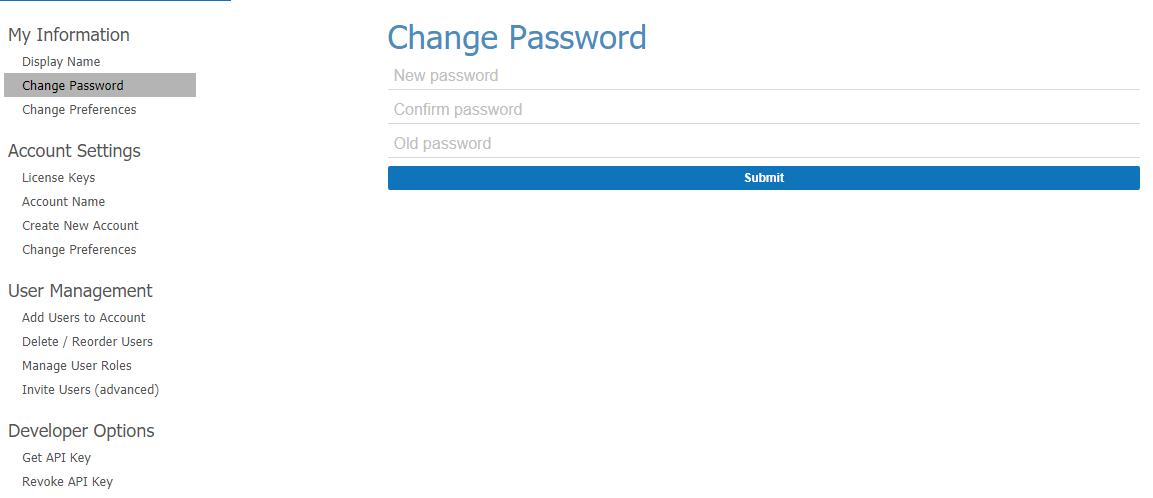 My Information
Display Name
Change Password
Change Preferences
Account Settings
License Keys
Account Name
Create New Account
Change Preferences
User Management
Add Users to Account
Delete / Reorder Users
Manage User Roles
Invite Users (advanced)
Developer Options
Get API Key
Revoke API Key
Change Password
New password
Confirm password
Old password
Submit